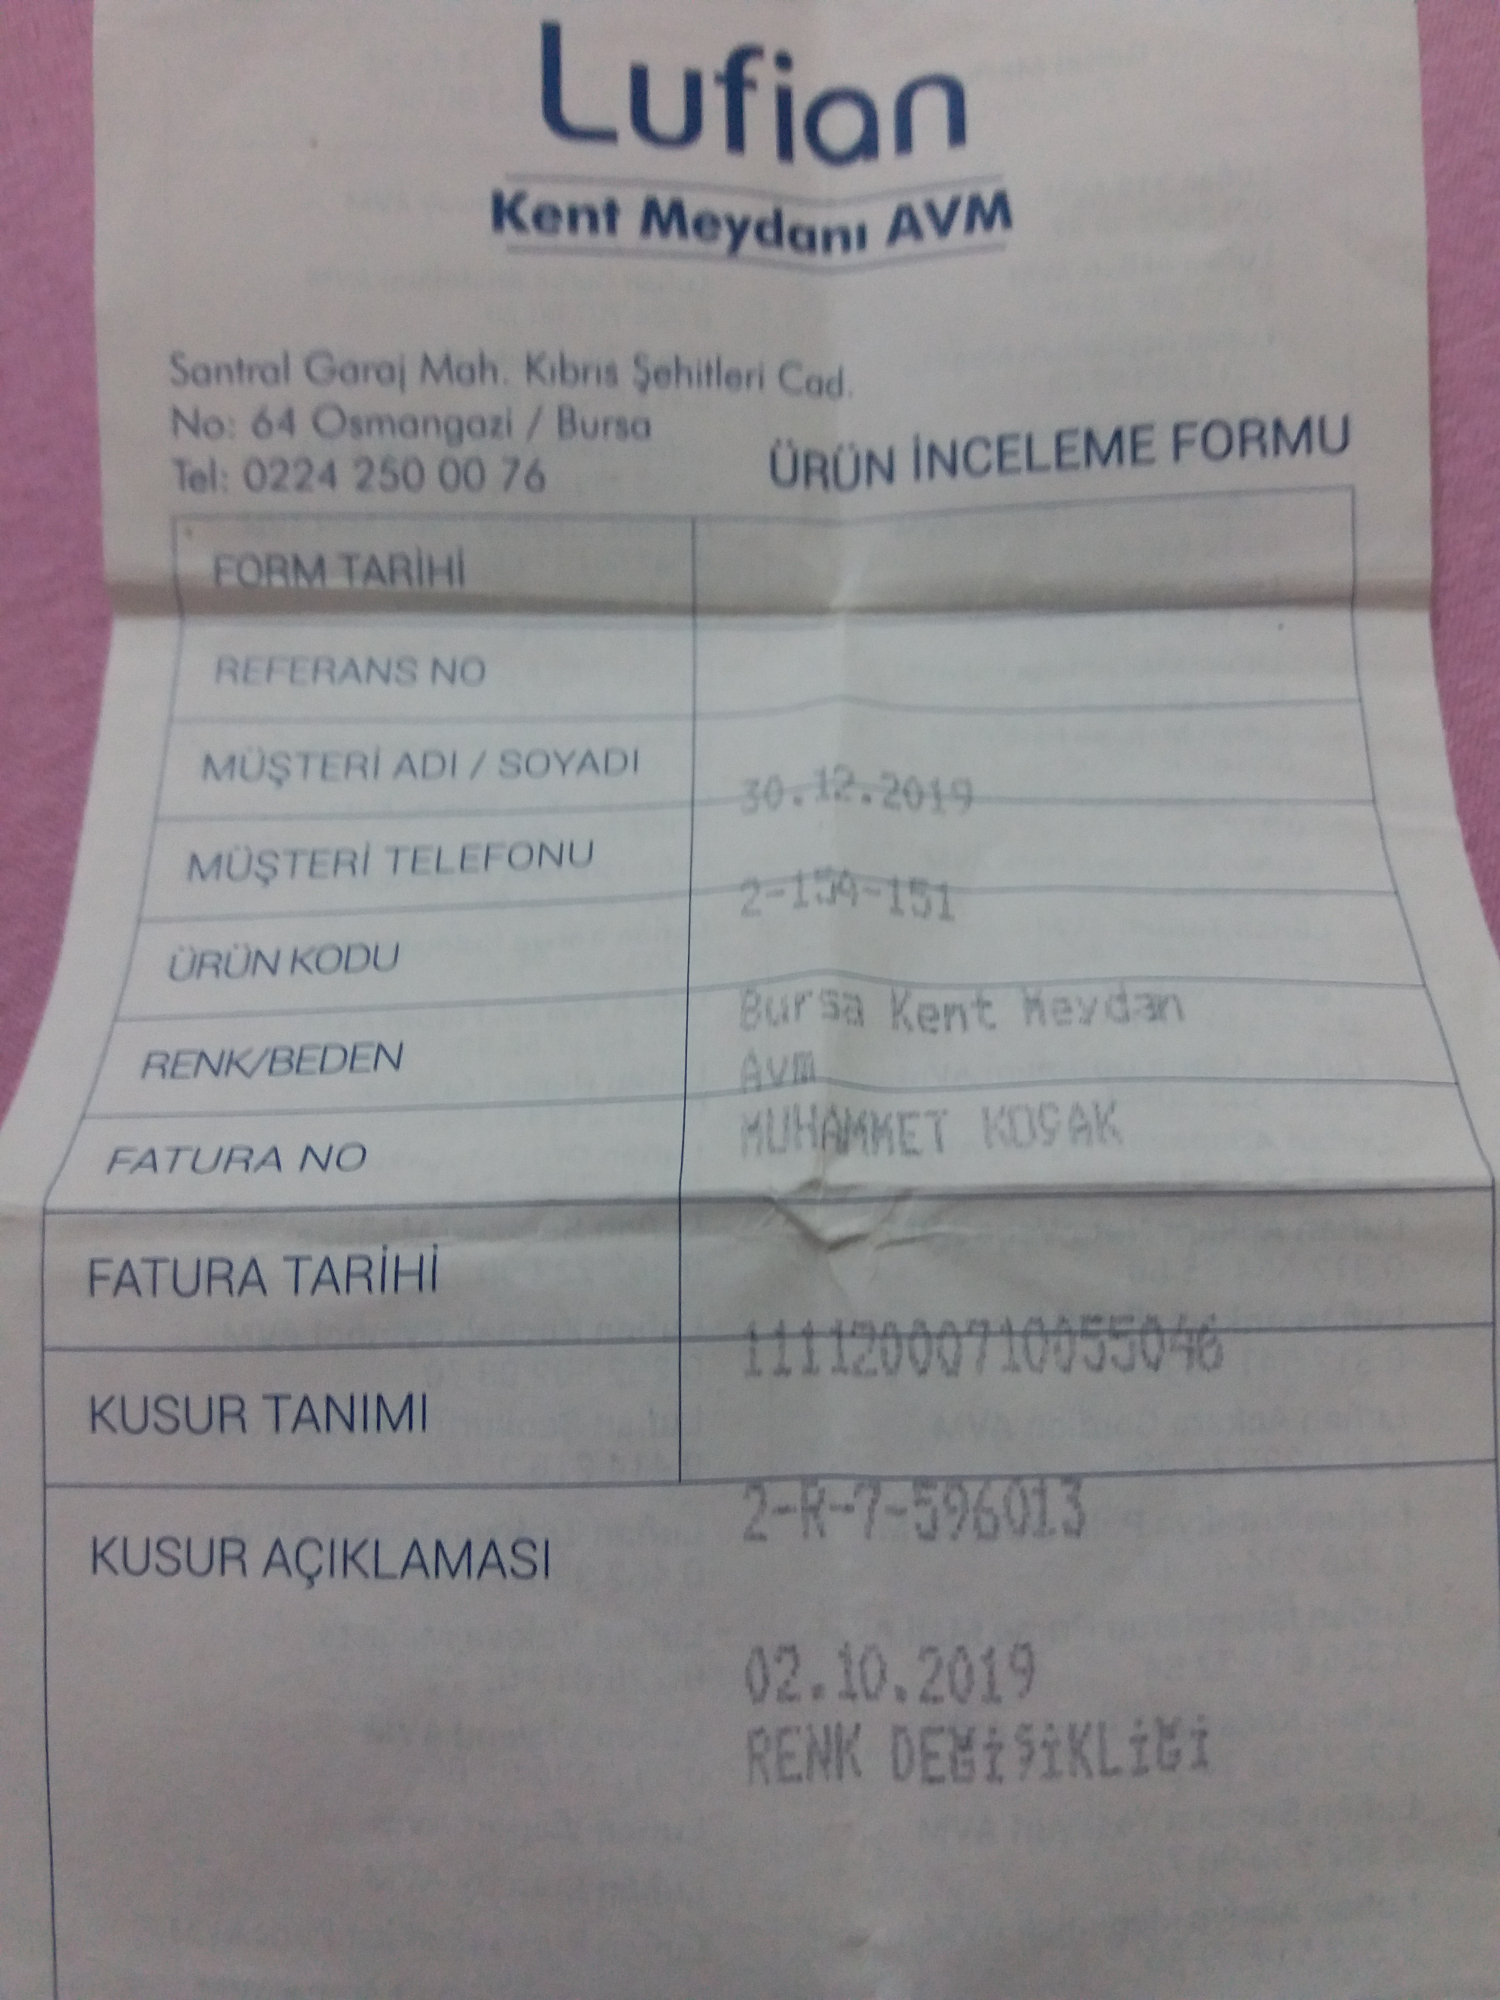 Lufian
Kent Meydanı AVM
Santral Garaj Mah. Kıbrıs Şehitleri Cad.
No: 64 Osmangazi / Bursa
Tel: 0224 250 00 76
ÜRÜN İNCELEME FORMU
FORM TARİHİ
REFERANS NO
MÜŞTERİ ADI / SOYADI
30.12.2019
MÜŞTERİ TELEFONU
2-159-151
ÜRÜN KODU
Bursa Kent Meydan
RENK/BEDEN
Avm
MUHAMMET KOÇAK
FATURA NO
FATURA TARİHİ
11112000710055046
KUSUR TANIMI
2-R-7-596013
KUSUR AÇIKLAMASI
02.10.2019
RENK DEĞİŞİKLİĞİ